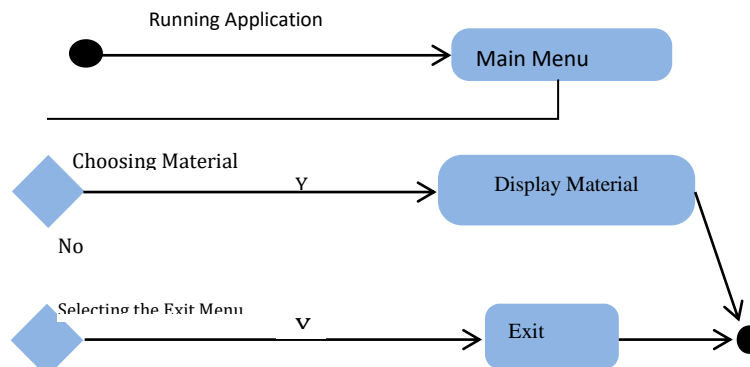 Running Application
Main Menu
Choosing Material
Y
Display Material
No
Selecting the Exit Menu
Exit